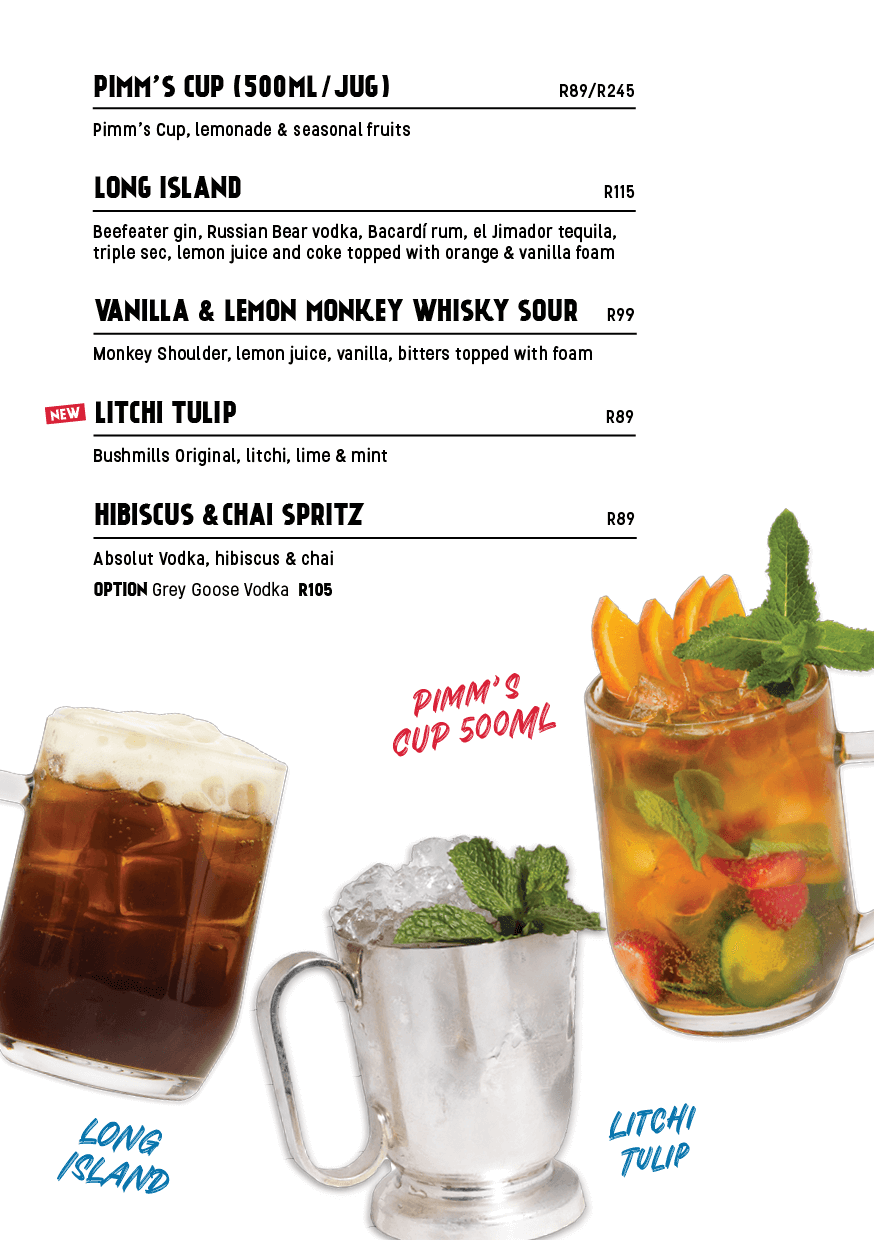 PIMM'S CUP (500ML/JUG) R89/R245
Pimm's Cup, lemonade & seasonal fruits
LONG ISLAND R115
Beefeater gin, Russian Bear vodka, Bacardí rum, el Jimador tequila,
triple sec, lemon juice and coke topped with orange & vanilla foam
VANILLA & LEMON MONKEY WHISKY SOUR R99
Monkey Shoulder, lemon juice, vanilla, bitters topped with foam
NEW LITCHI TULIP R89
Bushmills Original, litchi, lime & mint
HIBISCUS & CHAI SPRITZ R89
Absolut Vodka, hibiscus & chai
OPTION Grey Goose Vodka R105
PIMM'S
CUP 500ML
LONG
ISLAND
LITCHI
TULIP